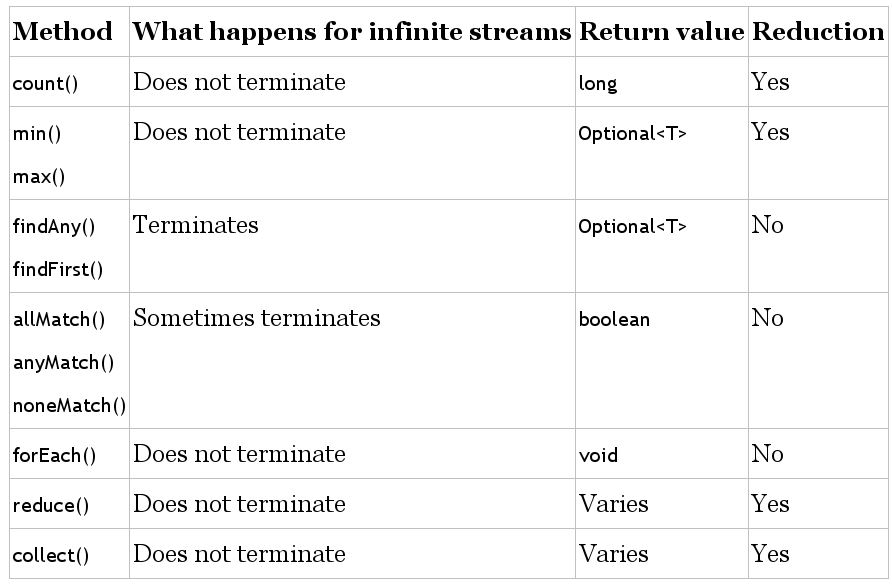 Method What happens for infinite streams Return value Reduction
count() Does not terminate long Yes
min() Does not terminate Optional<T> Yes
max()
findAny() Terminates Optional<T> No
findFirst()
allMatch() Sometimes terminates boolean No
anyMatch()
noneMatch()
forEach() Does not terminate void No
reduce() Does not terminate Varies Yes
collect() Does not terminate Varies Yes